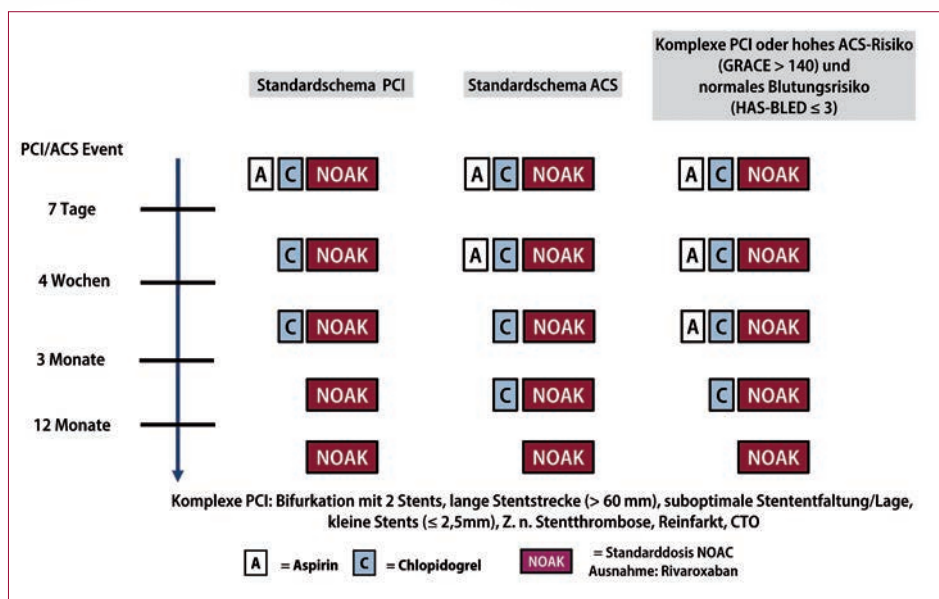 Standardschema PCI
Standardschema ACS
Komplexe PCI oder hohes ACS-Risiko
(GRACE > 140) und
normales Blutungsrisiko
(HAS-BLED ≤ 3)
PCI/ACS Event
A C NOAK A C NOAK A C NOAK
7 Tage
C NOAK A C NOAK A C NOAK
4 Wochen
C NOAK C NOAK A C NOAK
3 Monate
NOAK C NOAK C NOAK
12 Monate
NOAK NOAK NOAK
Komplexe PCI: Bifurkation mit 2 Stents, lange Stentstrecke (> 60 mm), suboptimale Stententfaltung/Lage,
kleine Stents (≤ 2,5mm), Z. n. Stentthrombose, Reinfarkt, CTO
A = Aspirin C = Chlopidogrel NOAK = Standarddosis NOAC
Ausnahme: Rivaroxaban